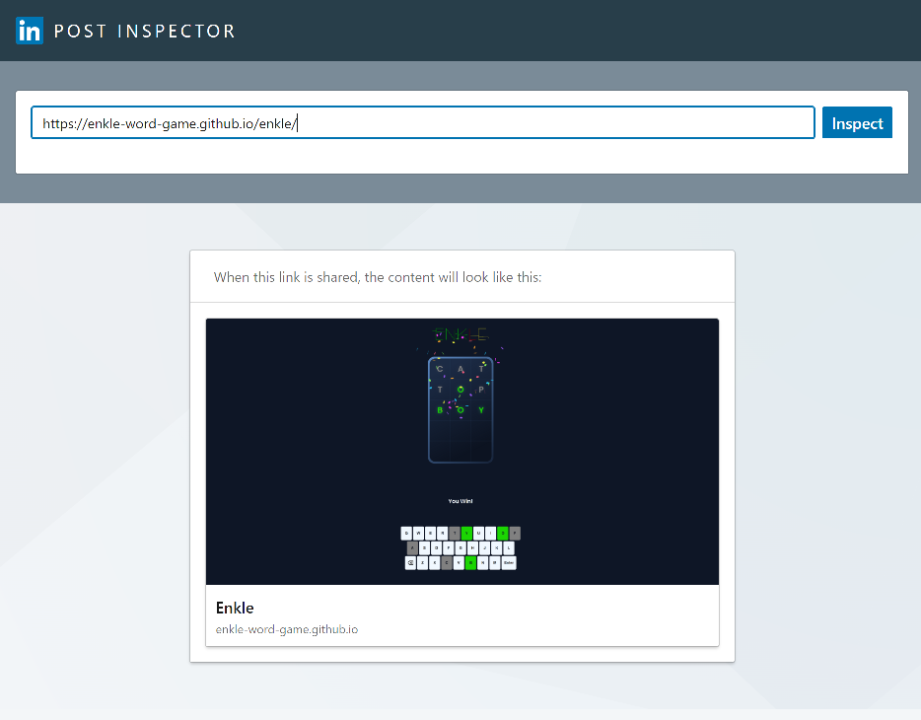 in POST INSPECTOR
https://enkle-word-game.github.io/enkle/
Inspect
When this link is shared, the content will look like this:
ENKLE
C A T
T O P
B O Y
You Win!
Enkle
enkle-word-game.github.io